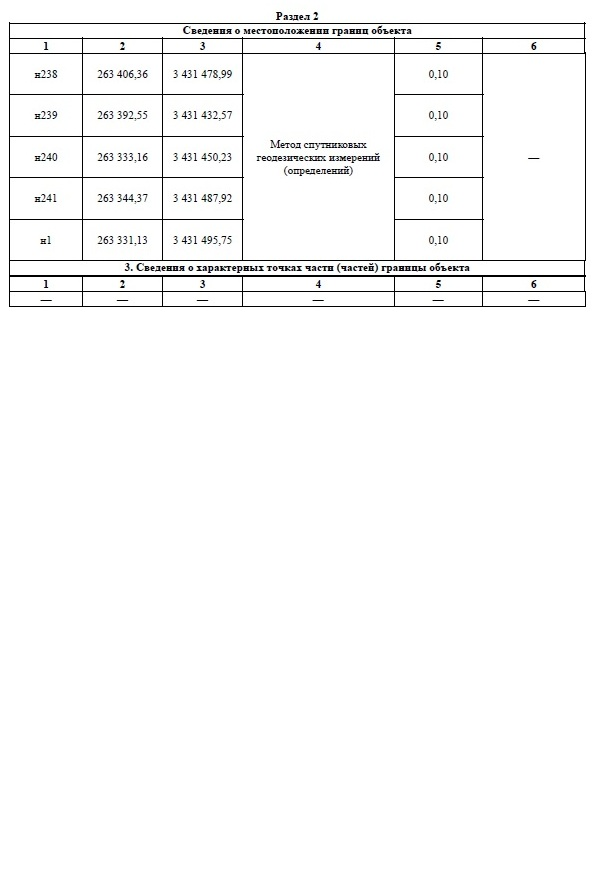 Раздел 2
Сведения о местоположении границ объекта
1 2 3 4 5 6
н238 263 406,36 3 431 478,99 0,10
н239 263 392,55 3 431 432,57 0,10
Метод спутниковых
н240 263 333,16 3 431 450,23 геодезических измерений 0,10 —
(определений)
н241 263 344,37 3 431 487,92 0,10
н1 263 331,13 3 431 495,75 0,10
3. Сведения о характерных точках части (частей) границы объекта
1 2 3 4 5 6
— — — — — —